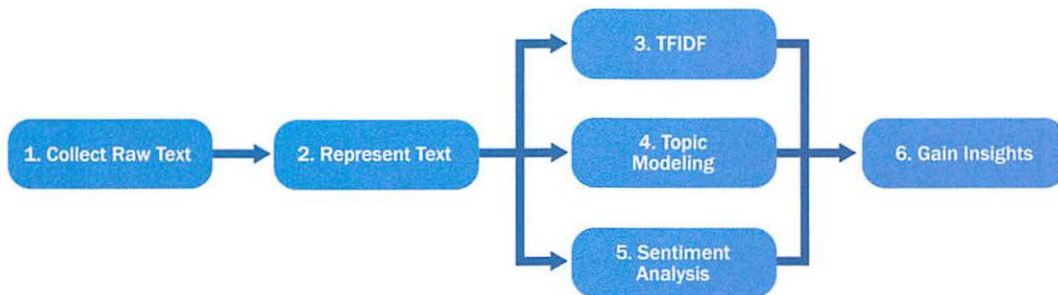 1. Collect Raw Text
2. Represent Text
3. TFIDF
4. Topic
Modeling
5. Sentiment
Analysis
6. Gain Insights